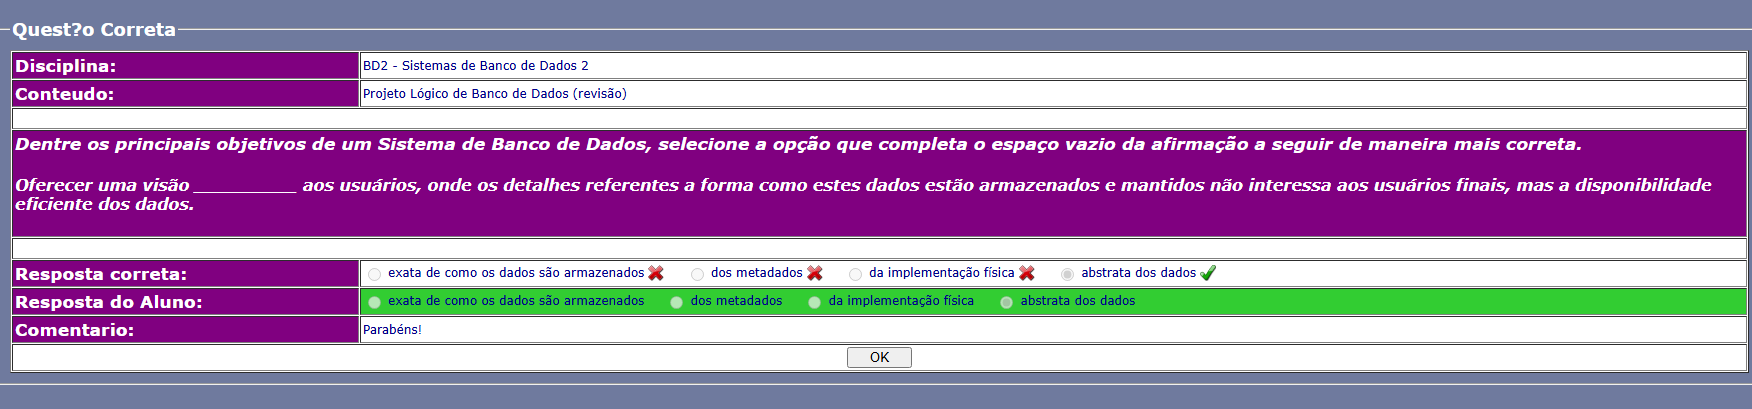 Quest?o Correta
Disciplina: BD2 - Sistemas de Banco de Dados 2
Conteudo: Projeto Lógico de Banco de Dados (revisão)
Dentre os principais objetivos de um Sistema de Banco de Dados, selecione a opção que completa o espaço vazio da afirmação a seguir de maneira mais correta.
Oferecer uma visão ____________ aos usuários, onde os detalhes referentes a forma como estes dados estão armazenados e mantidos não interessa aos usuários finais, mas a disponibilidade
eficiente dos dados.
Resposta correta: exata de como os dados são armazenados dos metadados da implementação física abstrata dos dados
Resposta do Aluno: exata de como os dados são armazenados dos metadados da implementação física abstrata dos dados
Comentario: Parabéns!
OK